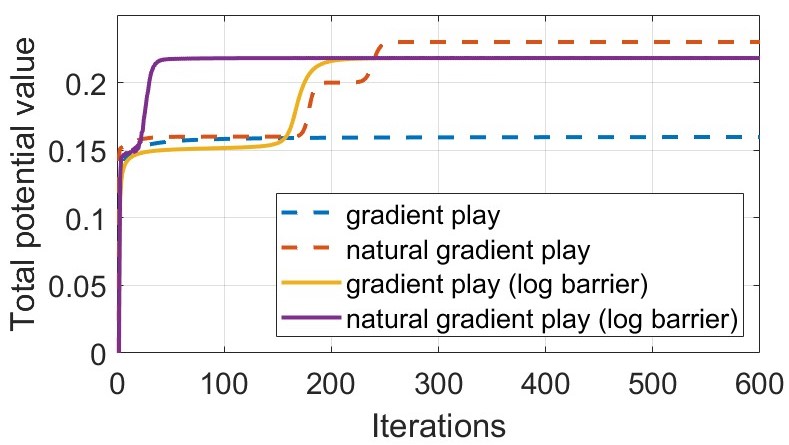 Total potential value
0.2
0.15
0.1
0.05
0
gradient play
natural gradient play
gradient play (log barrier)
natural gradient play (log barrier)
0 100 200 300 400 500 600
Iterations